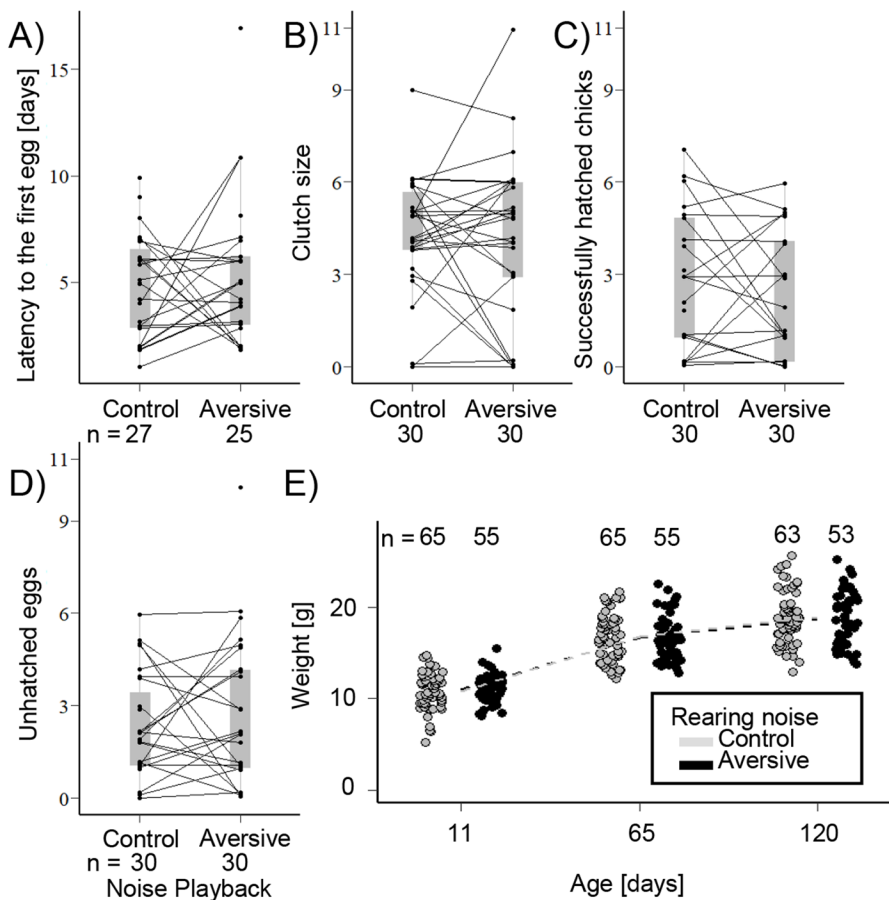 A)
Latency to the first egg [days]
15
10
5
Control Aversive
n = 27 25
B)
Clutch size
11
9
6
3
0
Control Aversive
30 30
C)
Successfully hatched chicks
11
9
6
3
0
Control Aversive
30 30
D)
Unhatched eggs
11
9
6
3
0
Control Aversive
n = 30 30
Noise Playback
E)
Weight [g]
n = 65 55 65 55 63 53
20
10
0
Rearing noise
Control
Aversive
11 65 120
Age [days]